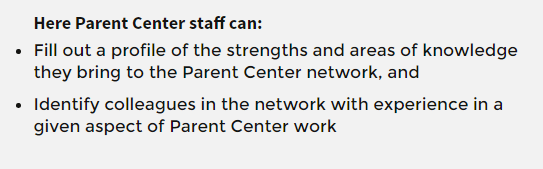 Here Parent Center staff can:
• Fill out a profile of the strengths and areas of knowledge
they bring to the Parent Center network, and
• Identify colleagues in the network with experience in a
given aspect of Parent Center work